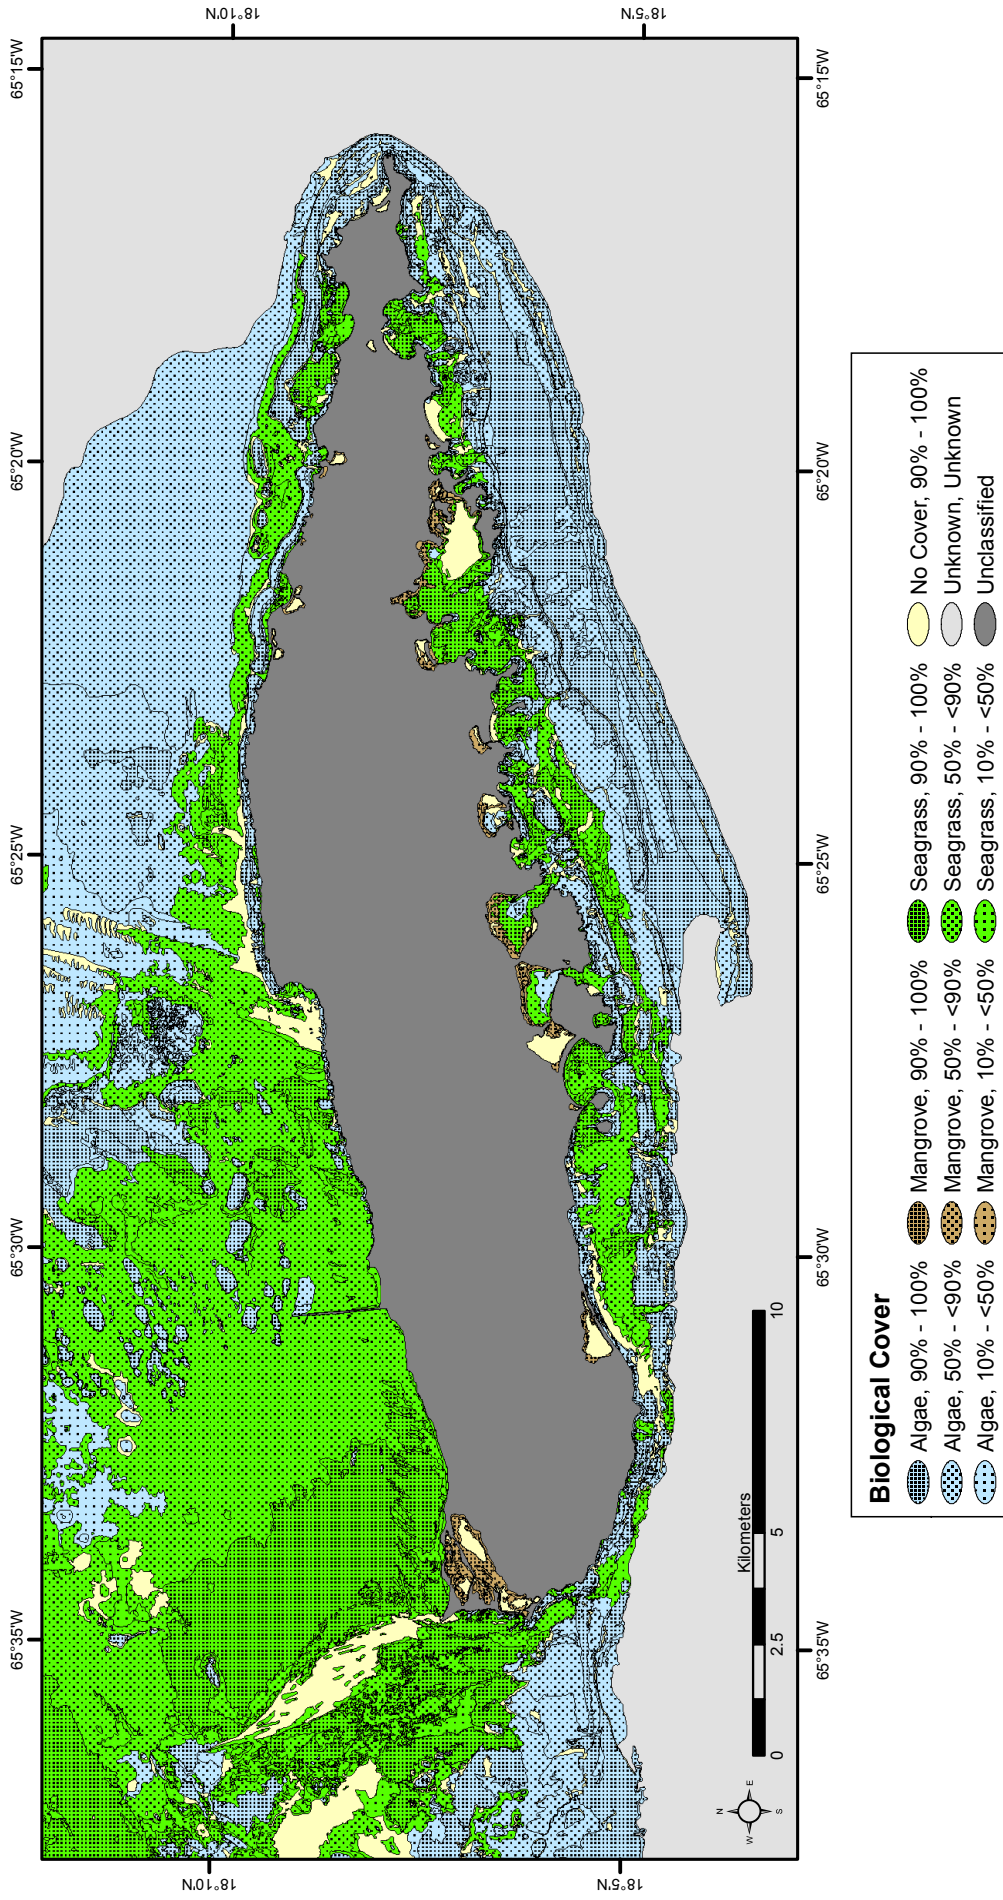 65°35'W 65°30'W 65°25'W 65°20'W 65°15'W
18°10'N 18°10'N
18°5'N 18°5'N
N
W E
S
Kilometers
0 2.5 5 10
65°35'W 65°30'W 65°25'W 65°20'W 65°15'W
Biological Cover
Algae, 90% - 100% Mangrove, 90% - 100% Seagrass, 90% - 100% No Cover, 90% - 100%
Algae, 50% - <90% Mangrove, 50% - <90% Seagrass, 50% - <90% Unknown, Unknown
Algae, 10% - <50% Mangrove, 10% - <50% Seagrass, 10% - <50% Unclassified